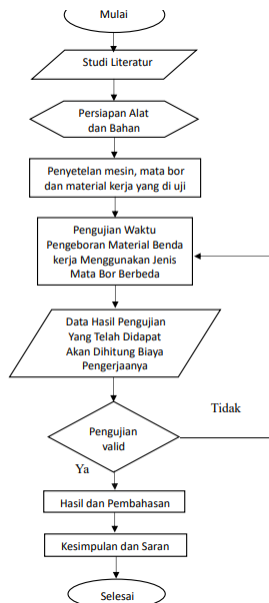 Mulai
Studi Literatur
Persiapan Alat
dan Bahan
Penyetelan mesin, mata bor
dan material kerja yang di uji
Pengujian Waktu
Pengeboran Material Benda
kerja Menggunakan Jenis
Mata Bor Berbeda
Data Hasil Pengujian
Yang Telah Didapat
Akan Dihitung Biaya
Pengerjaanya
Tidak
Pengujian
valid
Ya
Hasil dan Pembahasan
Kesimpulan dan Saran
Selesai